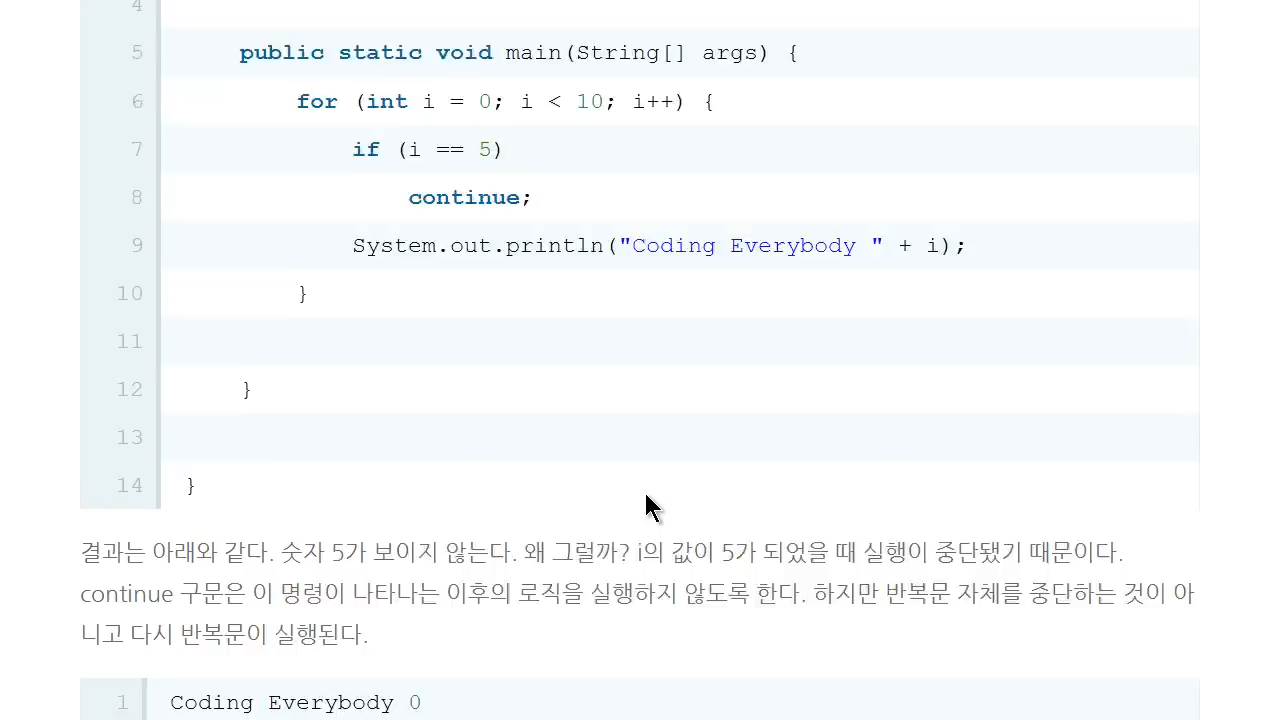 4
5 public static void main(String[] args) {
6 for (int i = 0; i < 10; i++) {
7 if (i == 5)
8 continue;
9 System.out.println("Coding Everybody " + i);
10 }
11
12 }
13
14 }
결과는 아래와 같다. 숫자 5가 보이지 않는다. 왜 그럴까? i의 값이 5가 되었을 때 실행이 중단됐기 때문이다.
continue 구문은 이 명령이 나타나는 이후의 로직을 실행하지 않도록 한다. 하지만 반복문 자체를 중단하는 것이 아
니고 다시 반복문이 실행된다.
1 Coding Everybody 0